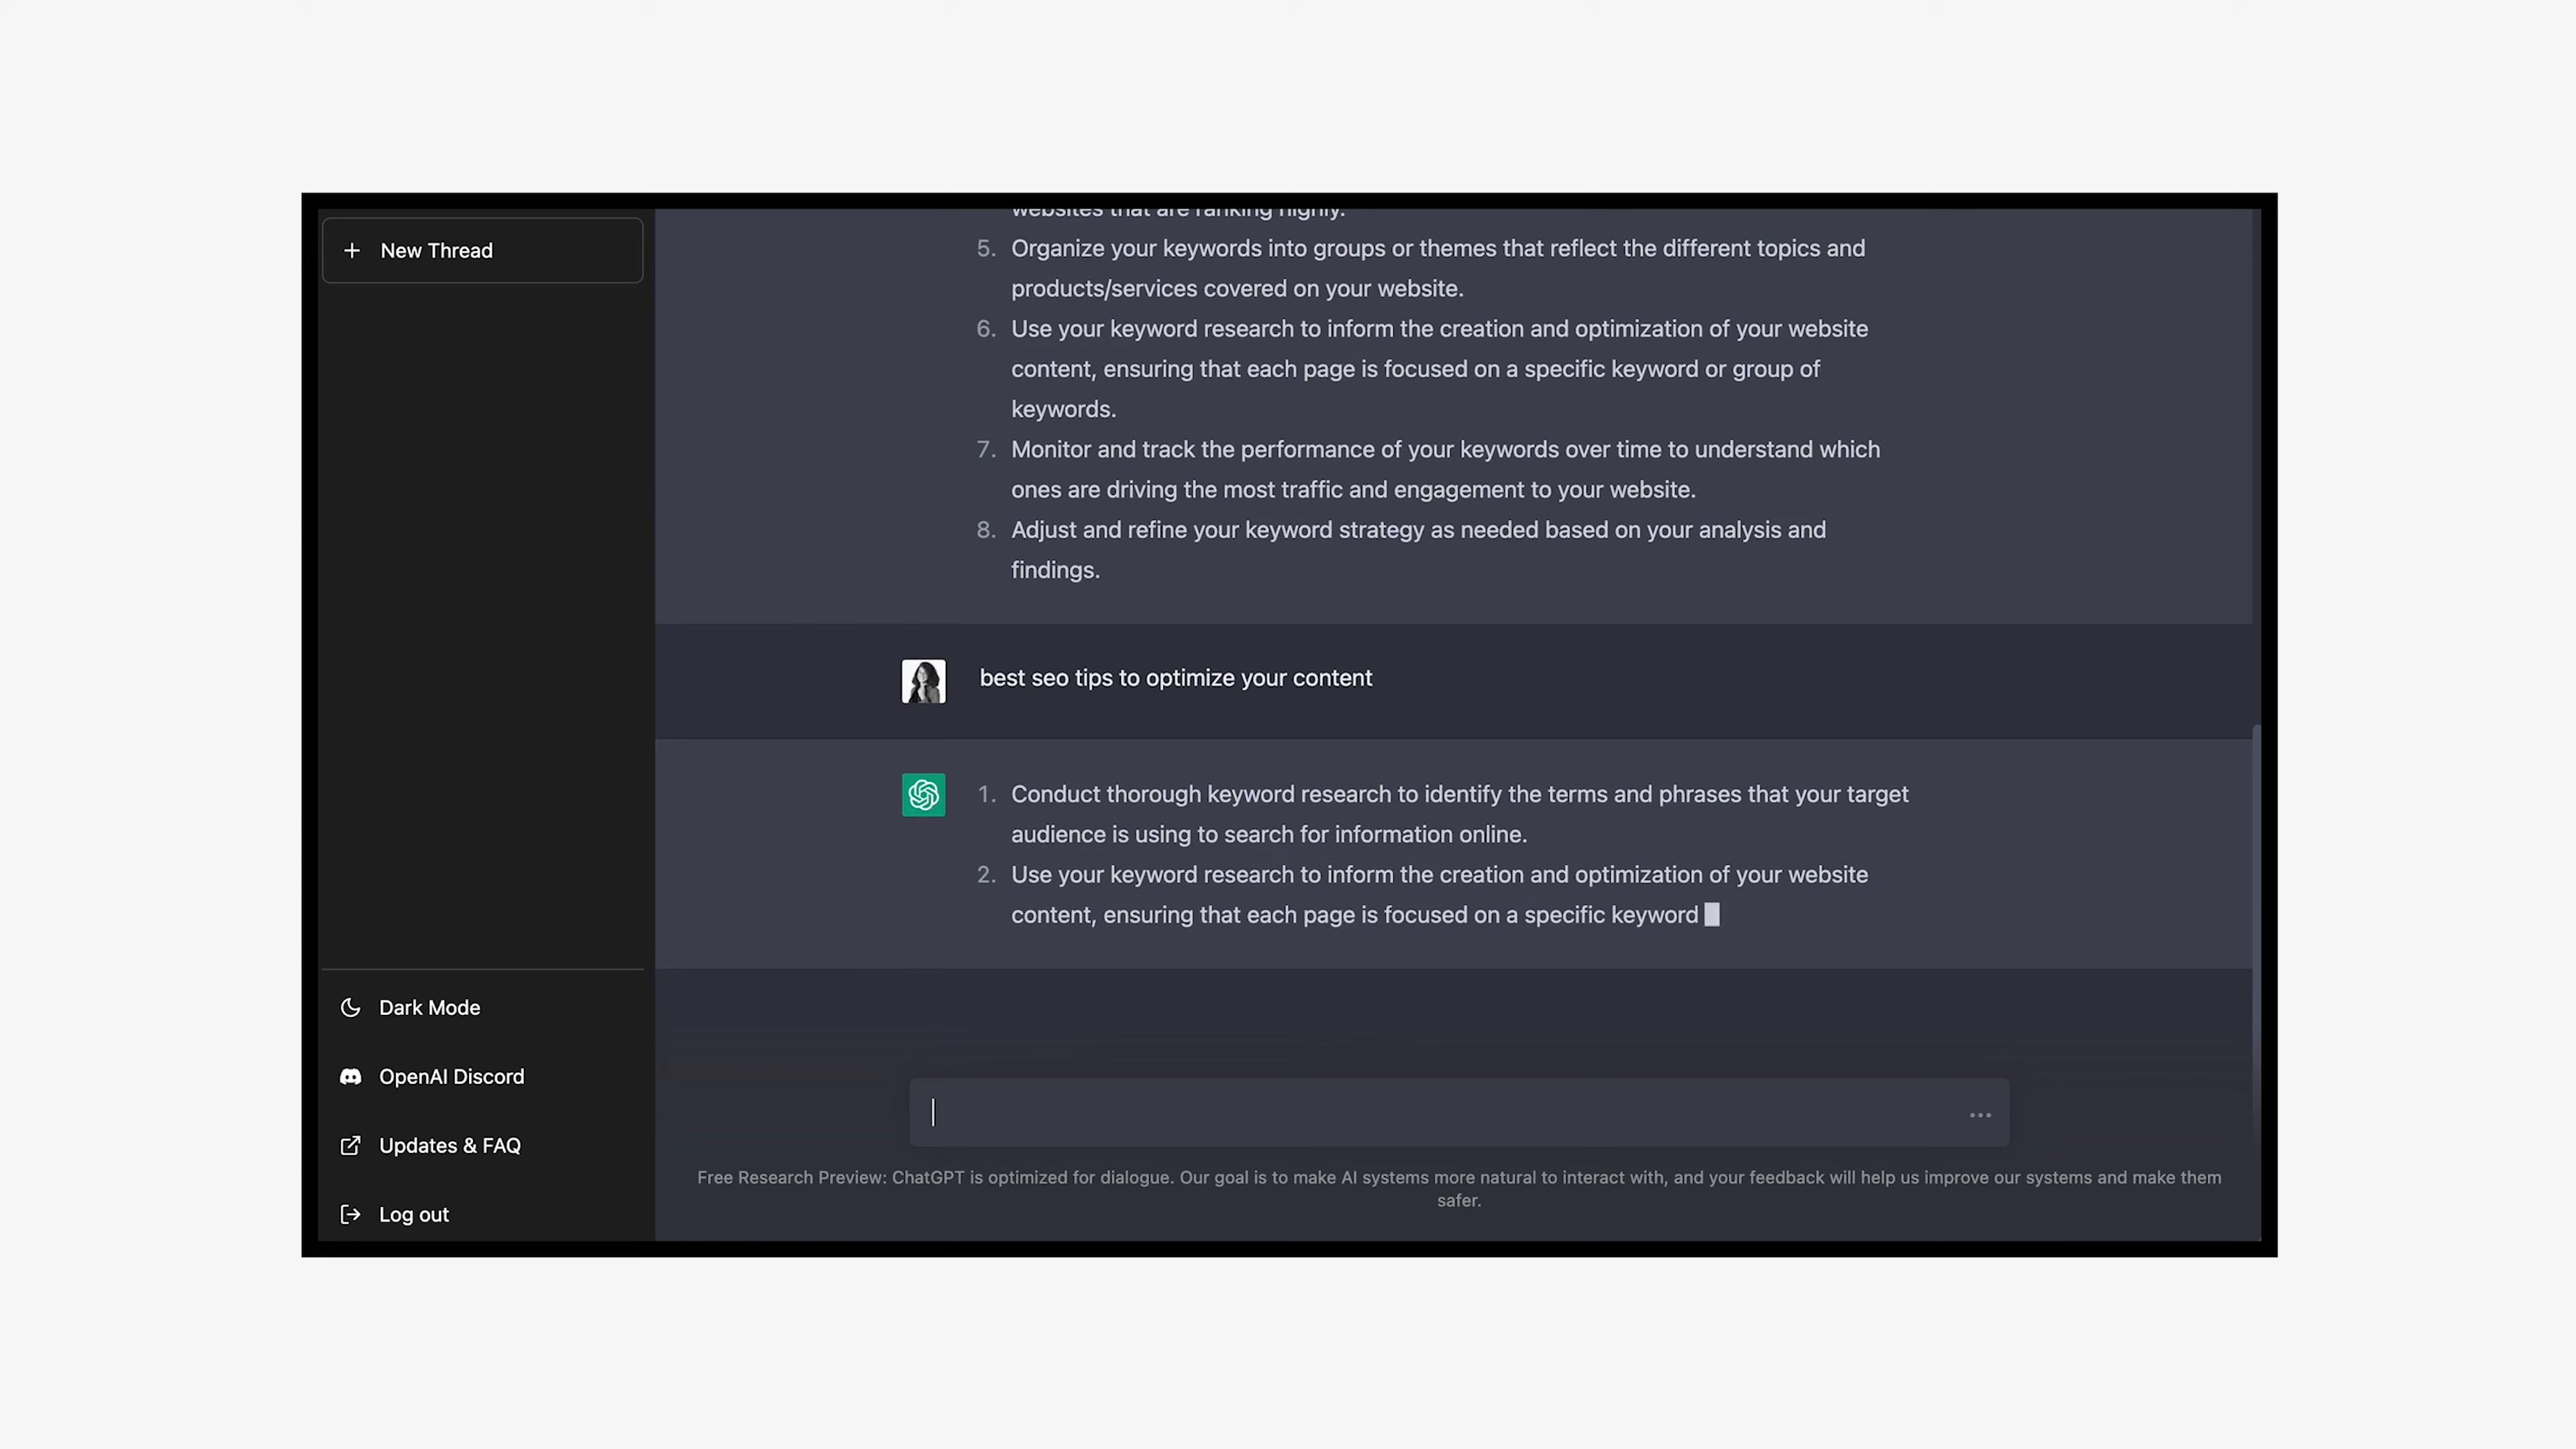 New Thread
websites that are ranking highly.
5. Organize your keywords into groups or themes that reflect the different topics and
products/services covered on your website.
6. Use your keyword research to inform the creation and optimization of your website
content, ensuring that each page is focused on a specific keyword or group of
keywords.
7. Monitor and track the performance of your keywords over time to understand which
ones are driving the most traffic and engagement to your website.
8. Adjust and refine your keyword strategy as needed based on your analysis and
findings.
best seo tips to optimize your content
1. Conduct thorough keyword research to identify the terms and phrases that your target
audience is using to search for information online.
2. Use your keyword research to inform the creation and optimization of your website
content, ensuring that each page is focused on a specific keyword
Dark Mode
OpenAI Discord
Updates & FAQ
Log out
Free Research Preview: ChatGPT is optimized for dialogue. Our goal is to make AI systems more natural to interact with, and your feedback will help us improve our systems and make them
safer.